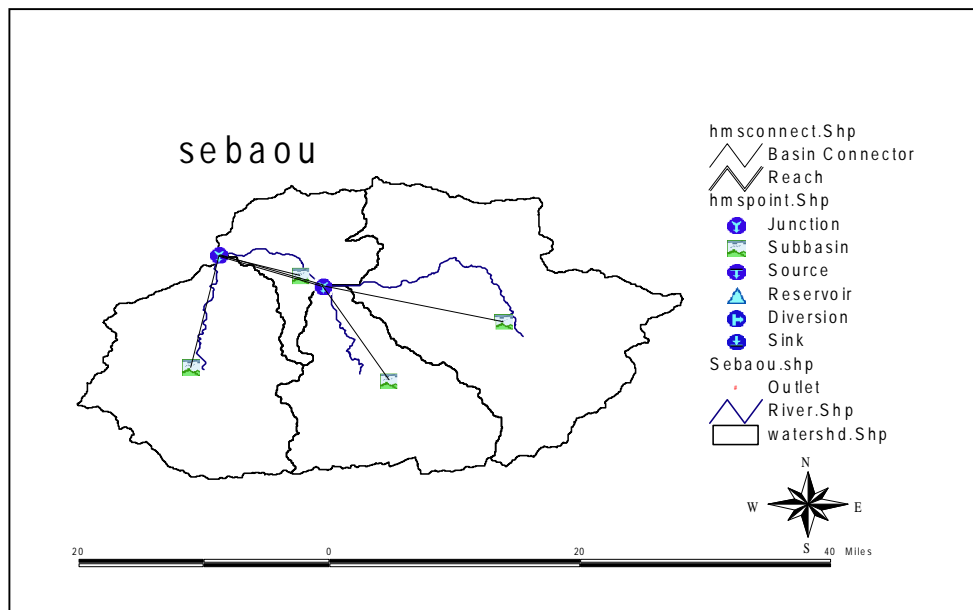 sebaou
hmsconnect.Shp
Basin Connector
Reach
hmspoint.Shp
Junction
Subbasin
Source
Reservoir
Diversion
Sink
Sebaou.shp
Outlet
River.Shp
watershd.Shp
N
W E
S
20 0 20 40 Miles